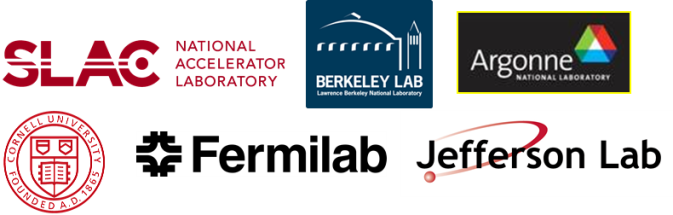 SLAC
NATIONAL
ACCELERATOR
LABORATORY
BERKELEY LAB
Lawrence Berkeley National Laboratory
Argonne
NATIONAL LABORATORY
CORNELL UNIVERSITY
FOUNDED A.D. 1865
Fermilab
Jefferson Lab